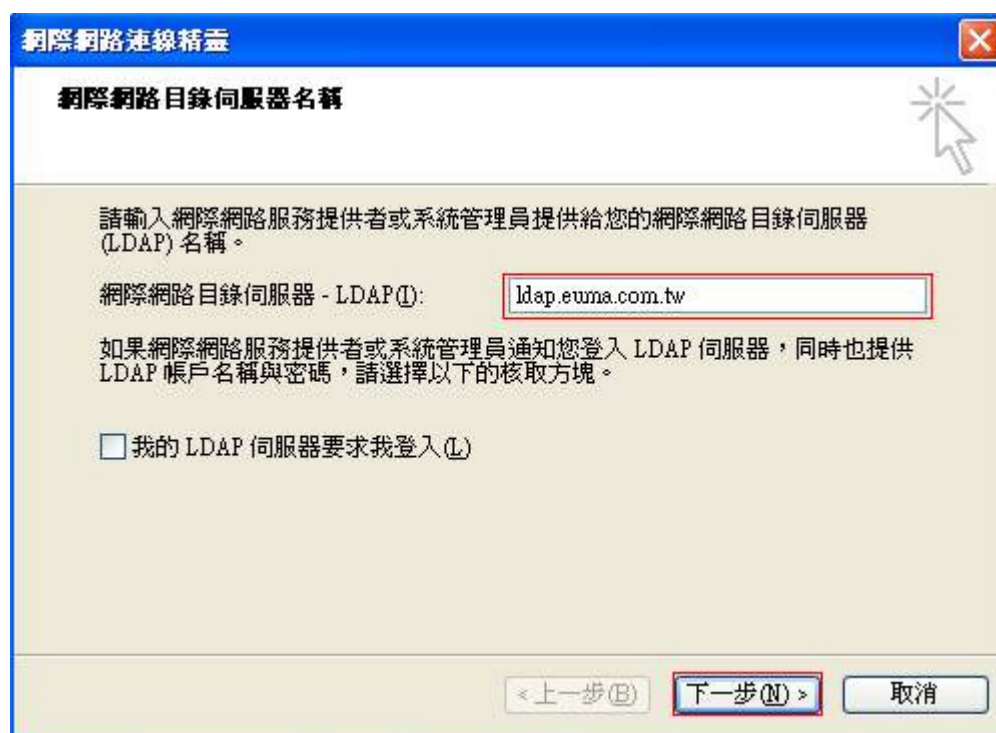 網際網路連線精靈
網際網路目錄伺服器名稱
請輸入網際網路服務提供者或系統管理員提供給您的網際網路目錄伺服器
(LDAP) 名稱。
網際網路目錄伺服器 - LDAP(I):
ldap.euma.com.tw
如果網際網路服務提供者或系統管理員通知您登入 LDAP 伺服器，同時也提供
LDAP 帳戶名稱與密碼，請選擇以下的核取方塊。
我的 LDAP 伺服器要求我登入(L)
<上一步(B)
下一步(N) >
取消